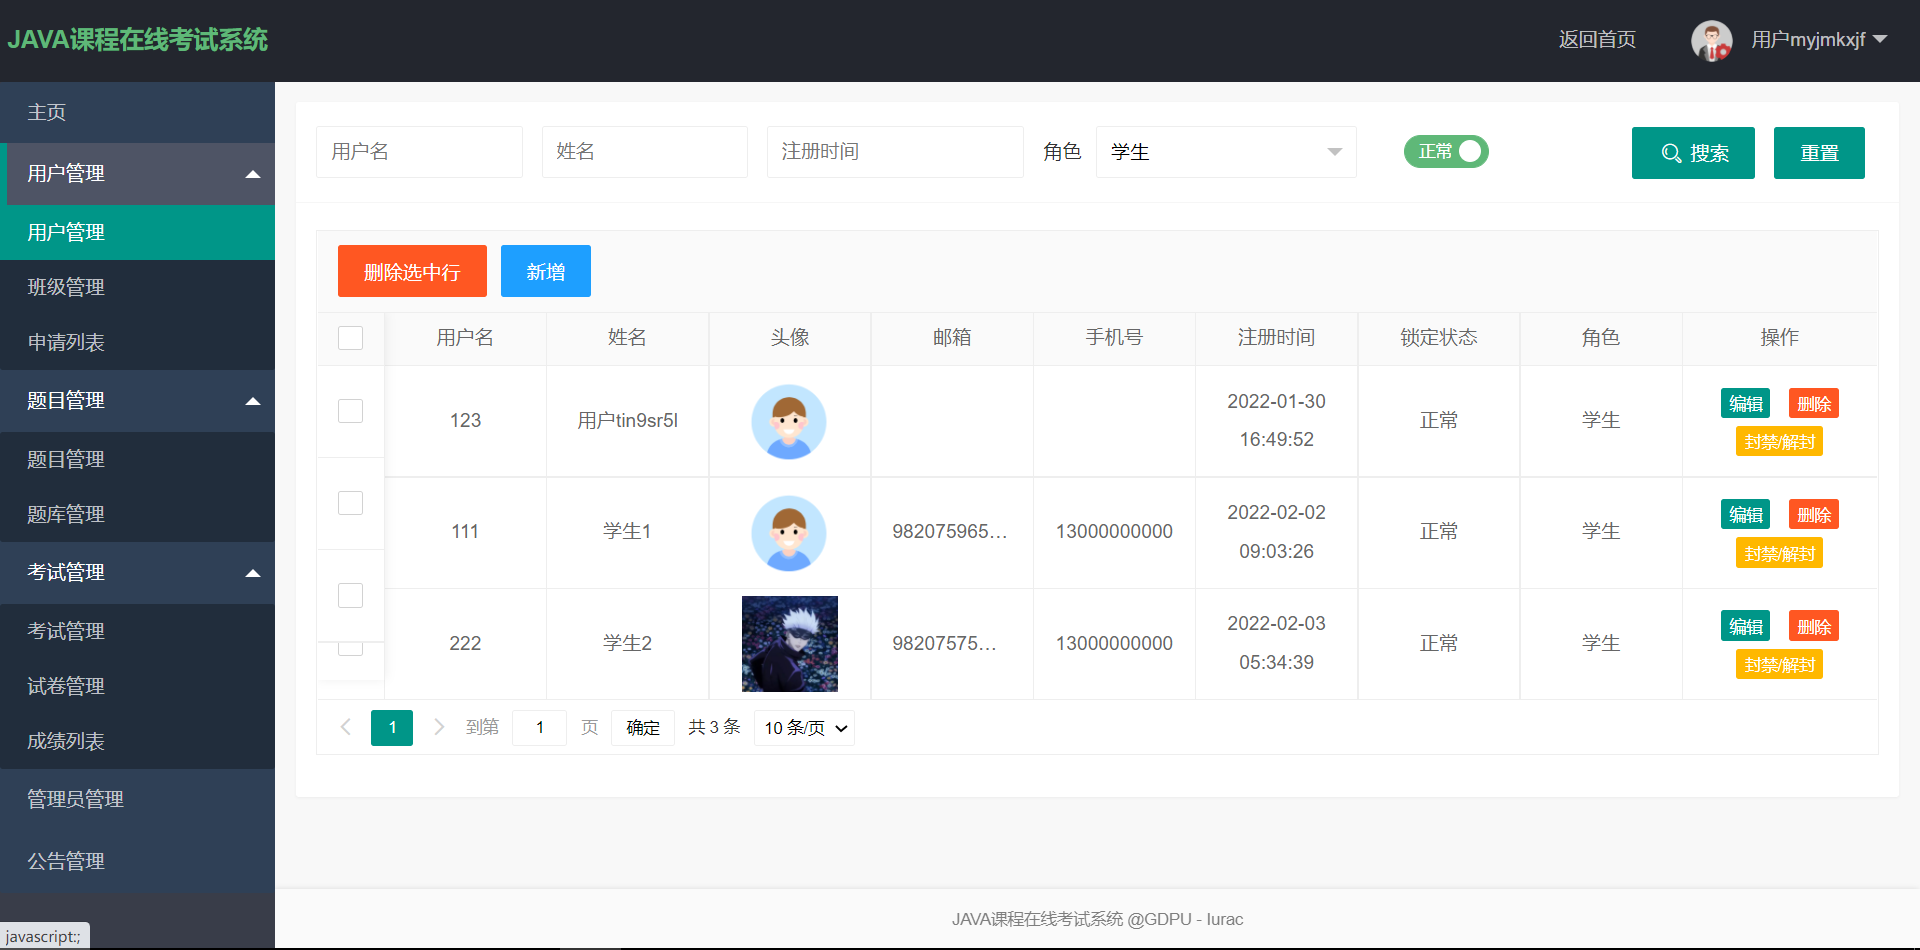 JAVA课程在线考试系统
返回首页
用户myjmkxjf
主页
用户管理
用户管理
班级管理
申请列表
题目管理
题目管理
题库管理
考试管理
考试管理
试卷管理
成绩列表
管理员管理
公告管理
javascript:;
用户名 姓名 注册时间 角色 学生 正常 搜索 重置
删除选中行 新增
用户名 姓名 头像 邮箱 手机号 注册时间 锁定状态 角色 操作
123 用户tin9sr5l 2022-01-30 16:49:52 正常 学生 编辑 删除 封禁/解封
111 学生1 982075965... 13000000000 2022-02-02 09:03:26 正常 学生 编辑 删除 封禁/解封
222 学生2 98207575... 13000000000 2022-02-03 05:34:39 正常 学生 编辑 删除 封禁/解封
1 到第 1 页 确定 共 3 条 10 条/页
JAVA课程在线考试系统 @GDPU - lurac